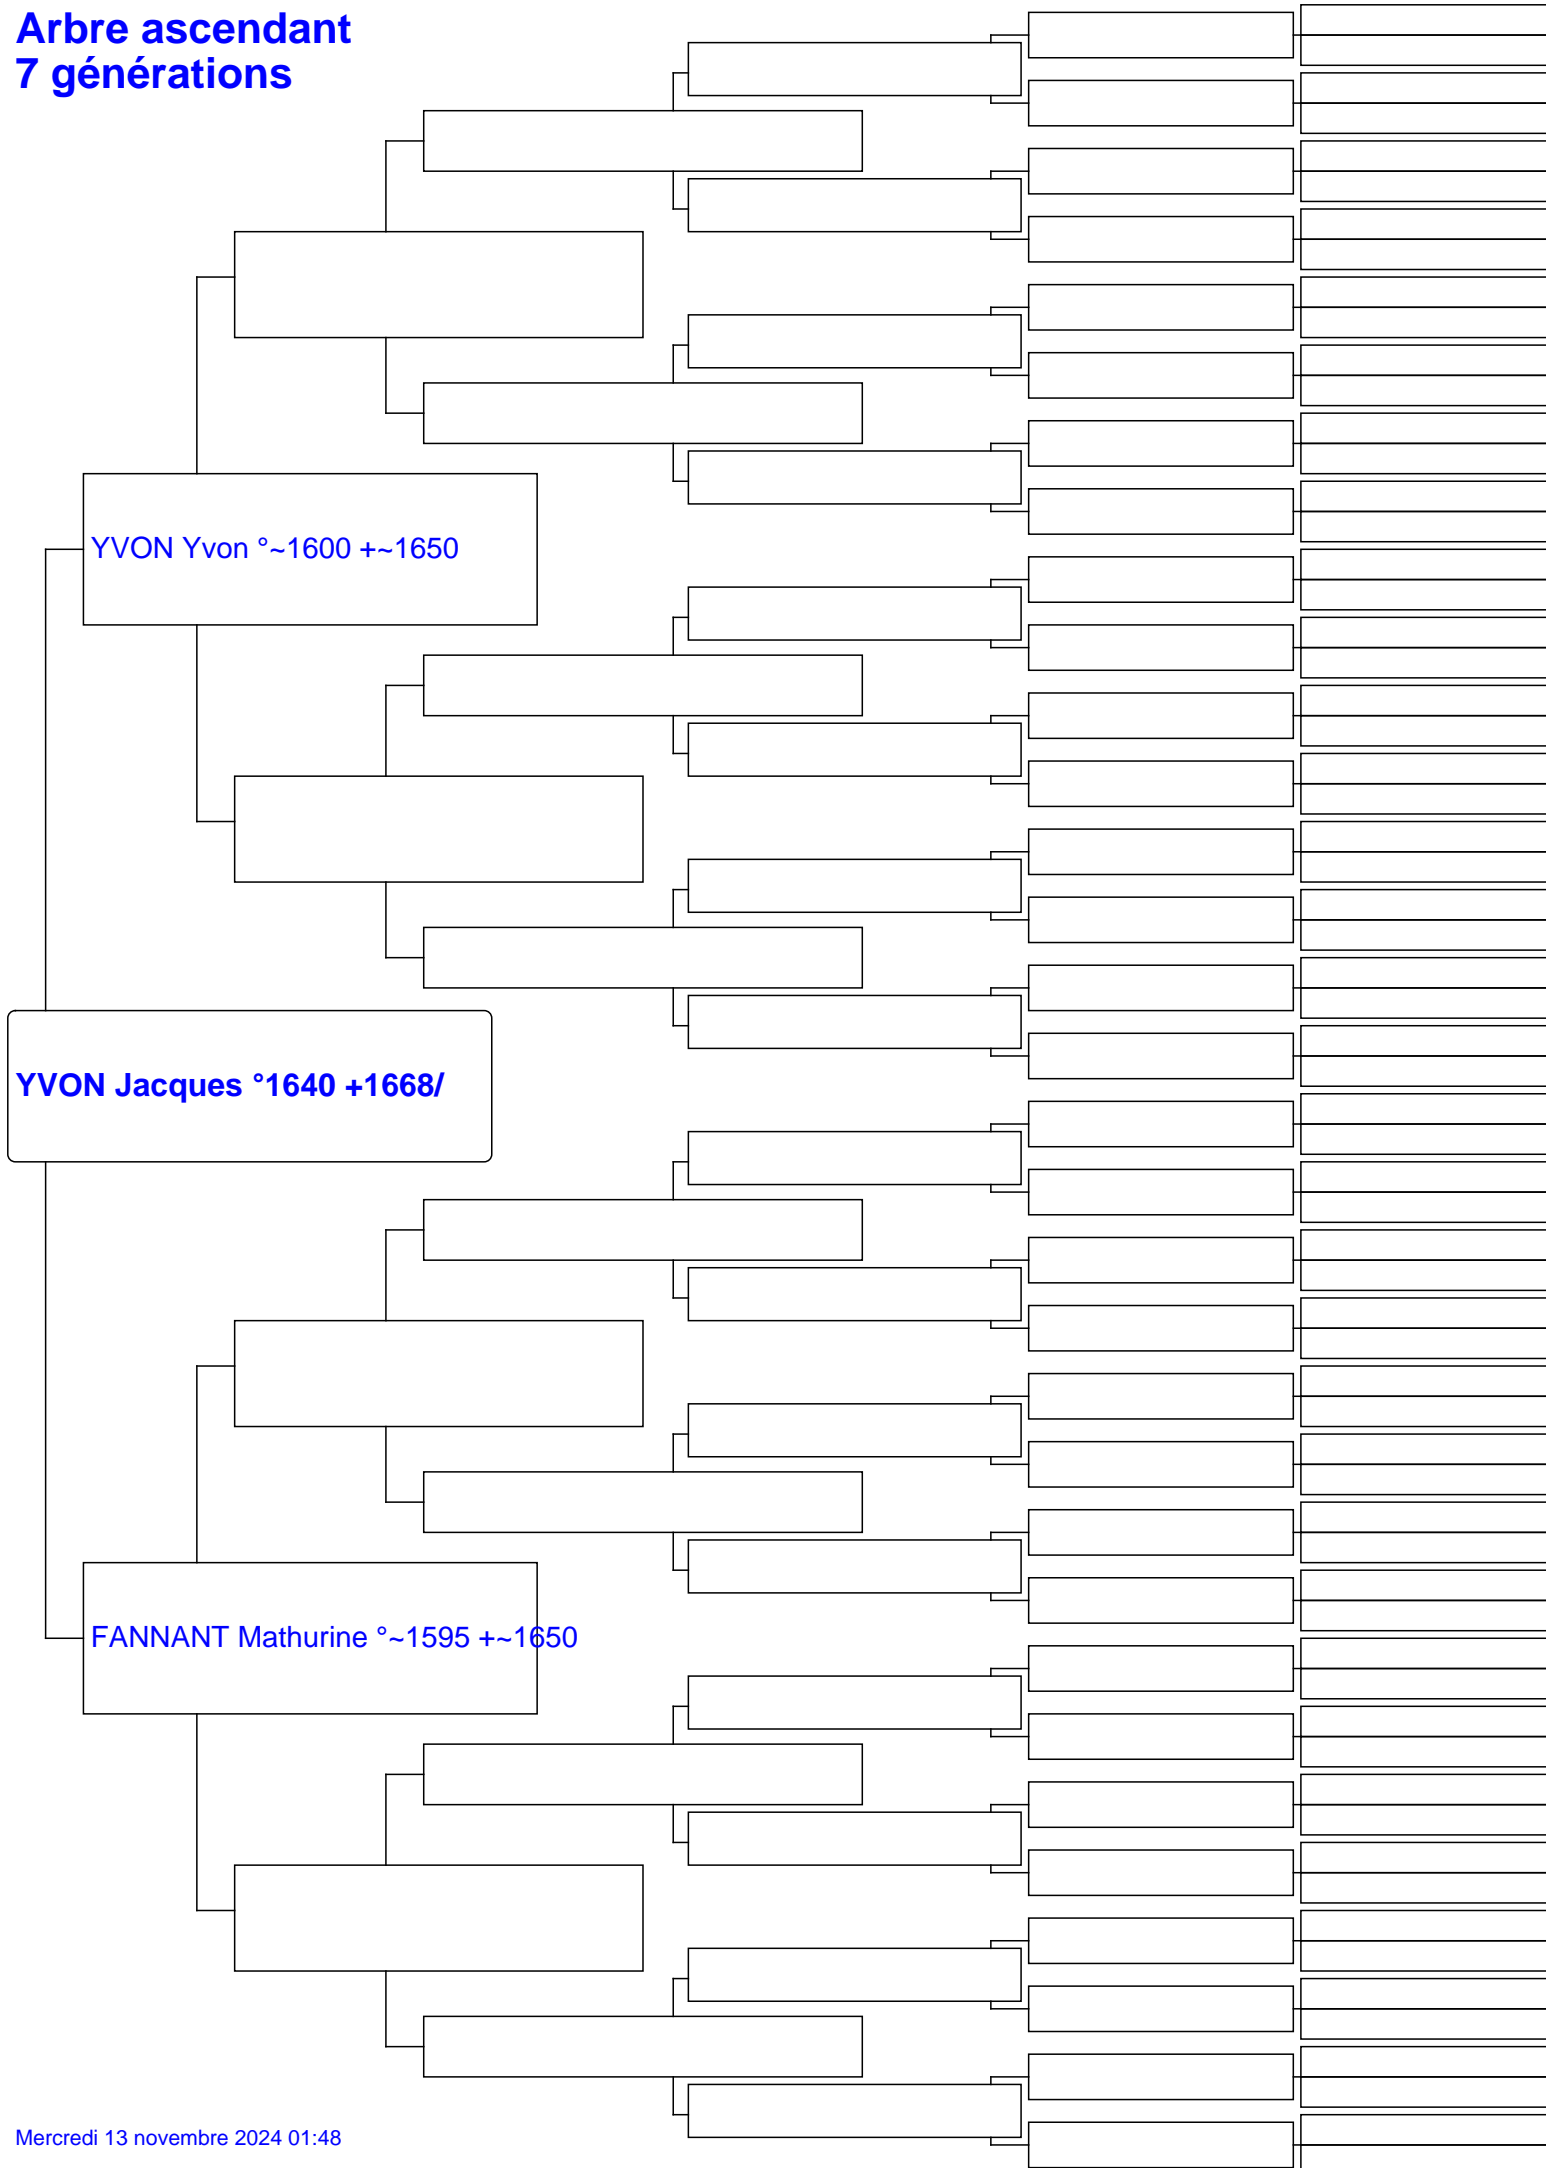 Arbre ascendant
7 générations
YVON Yvon °~1600 +~1650
YVON Jacques °1640 +1668/
FANNANT Mathurine °~1595 +~1650
Mercredi 13 novembre 2024 01:48